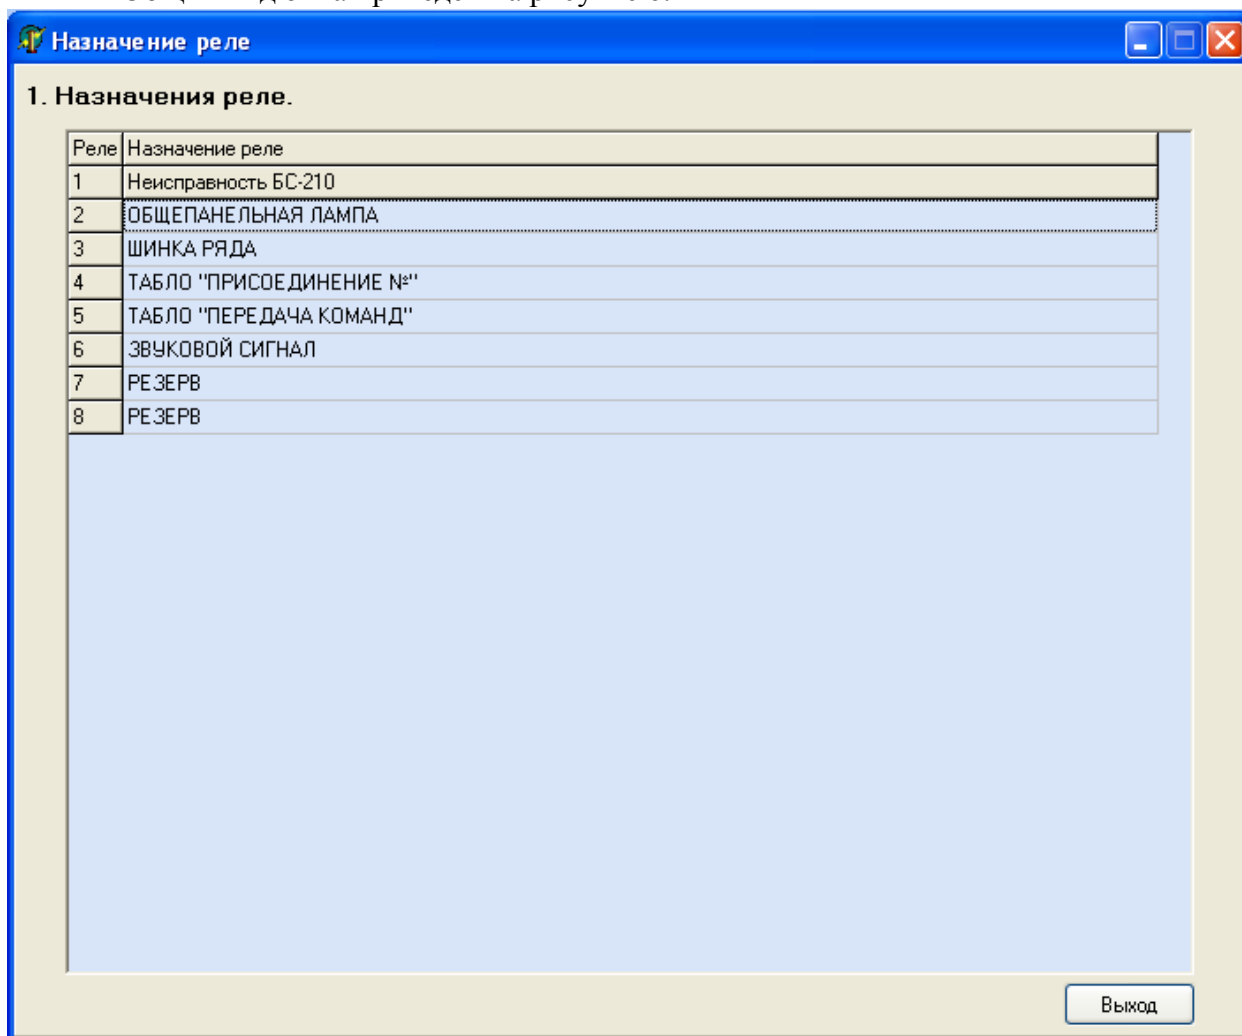 Назначение реле
1. Назначения реле.
Реле Назначение реле
1 Неисправность БС-210
2 ОБЩЕПАНЕЛЬНАЯ ЛАМПА
3 ШИНКА РЯДА
4 ТАБЛО "ПРИСОЕДИНЕНИЕ №"
5 ТАБЛО "ПЕРЕДАЧА КОМАНД"
6 ЗВУКОВОЙ СИГНАЛ
7 РЕЗЕРВ
8 РЕЗЕРВ
Выход